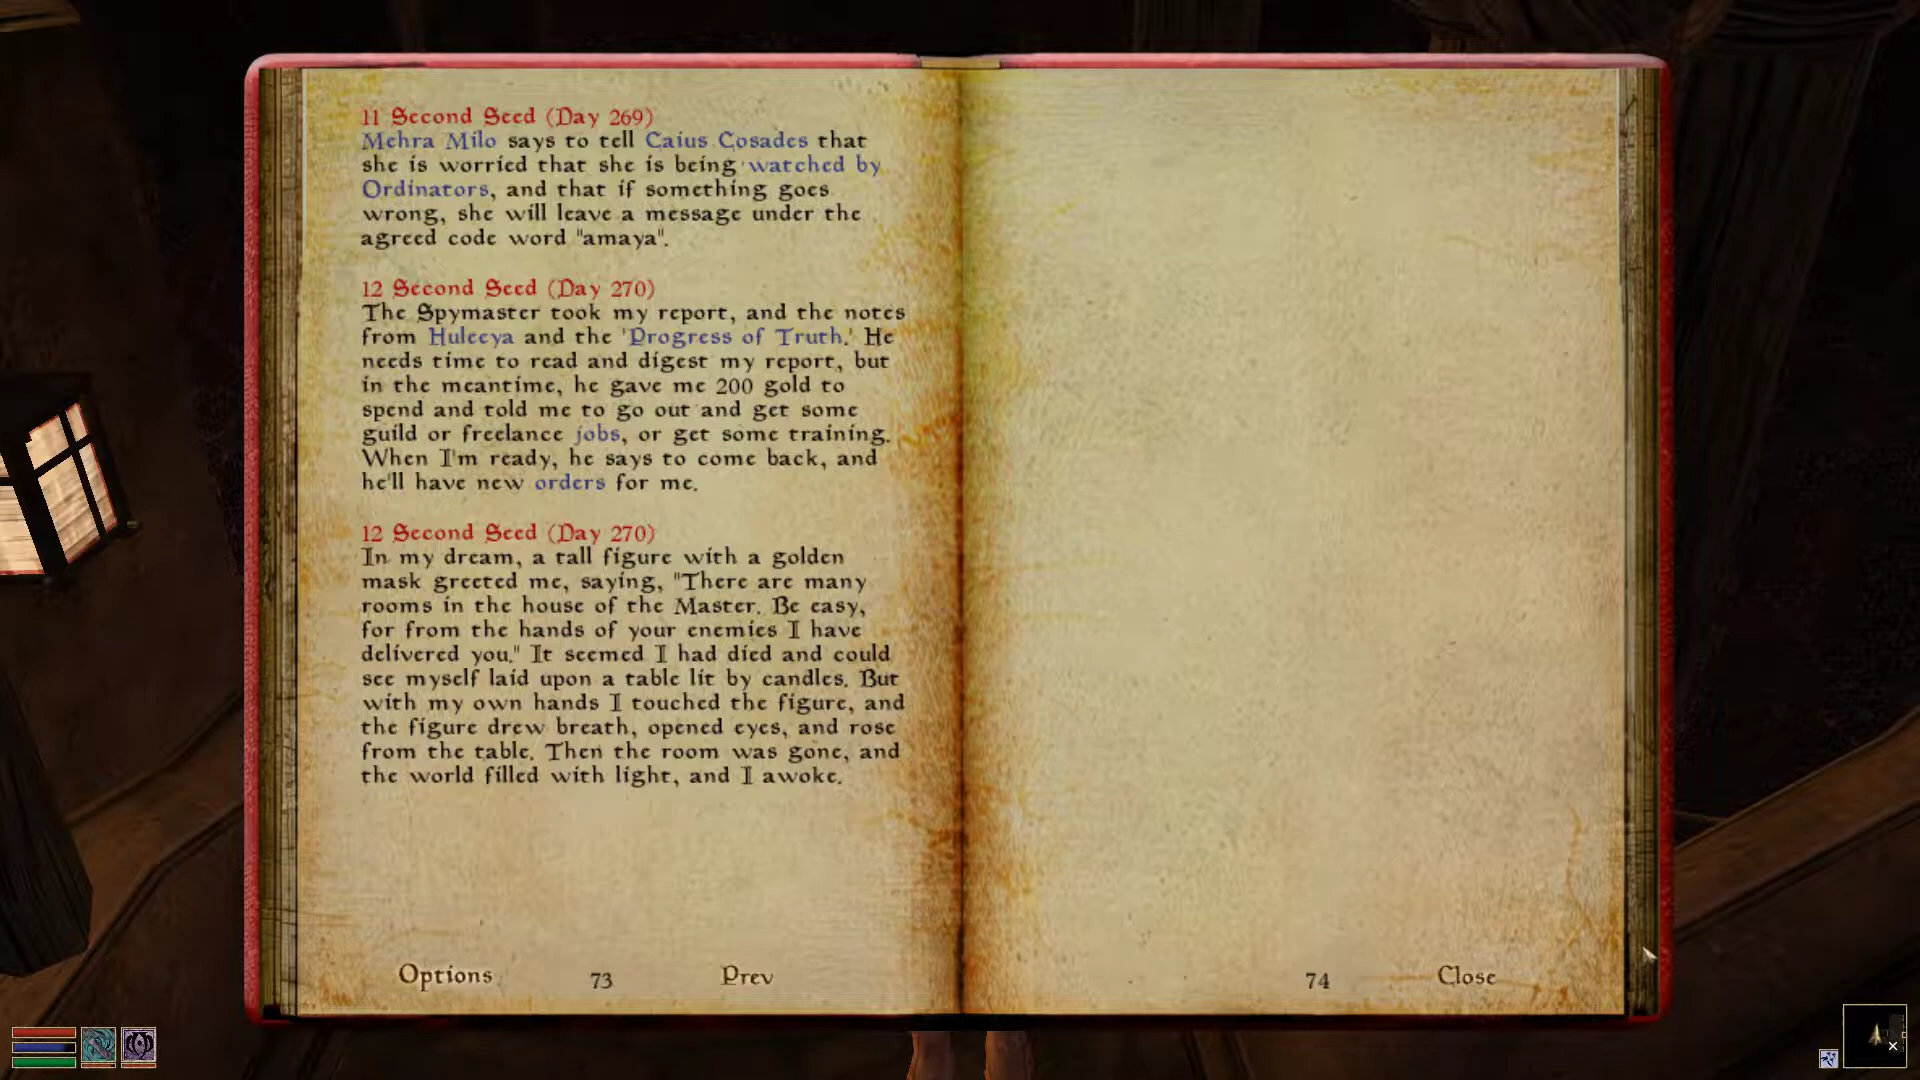 11 Second Seed (Day 269)
Mehra Milo says to tell Caius Cosades that
she is worried that she is being watched by
Ordinators, and that if something goes
wrong, she will leave a message under the
agreed code word "amaya".
12 Second Seed (Day 270)
The Spymaster took my report, and the notes
from Huleeya and the 'Progress of Truth.' He
needs time to read and digest my report, but
in the meantime, he gave me 200 gold to
spend and told me to go out and get some
guild or freelance jobs, or get some training.
When I'm ready, he says to come back, and
he'll have new orders for me.
12 Second Seed (Day 270)
In my dream, a tall figure with a golden
mask greeted me, saying, "There are many
rooms in the house of the Master. Be easy,
for from the hands of your enemies I have
delivered you." It seemed I had died and could
see myself laid upon a table lit by candles. But
with my own hands I touched the figure, and
the figure drew breath, opened eyes, and rose
from the table. Then the room was gone, and
the world filled with light, and I awoke.
Options 73 Prev
74 Close